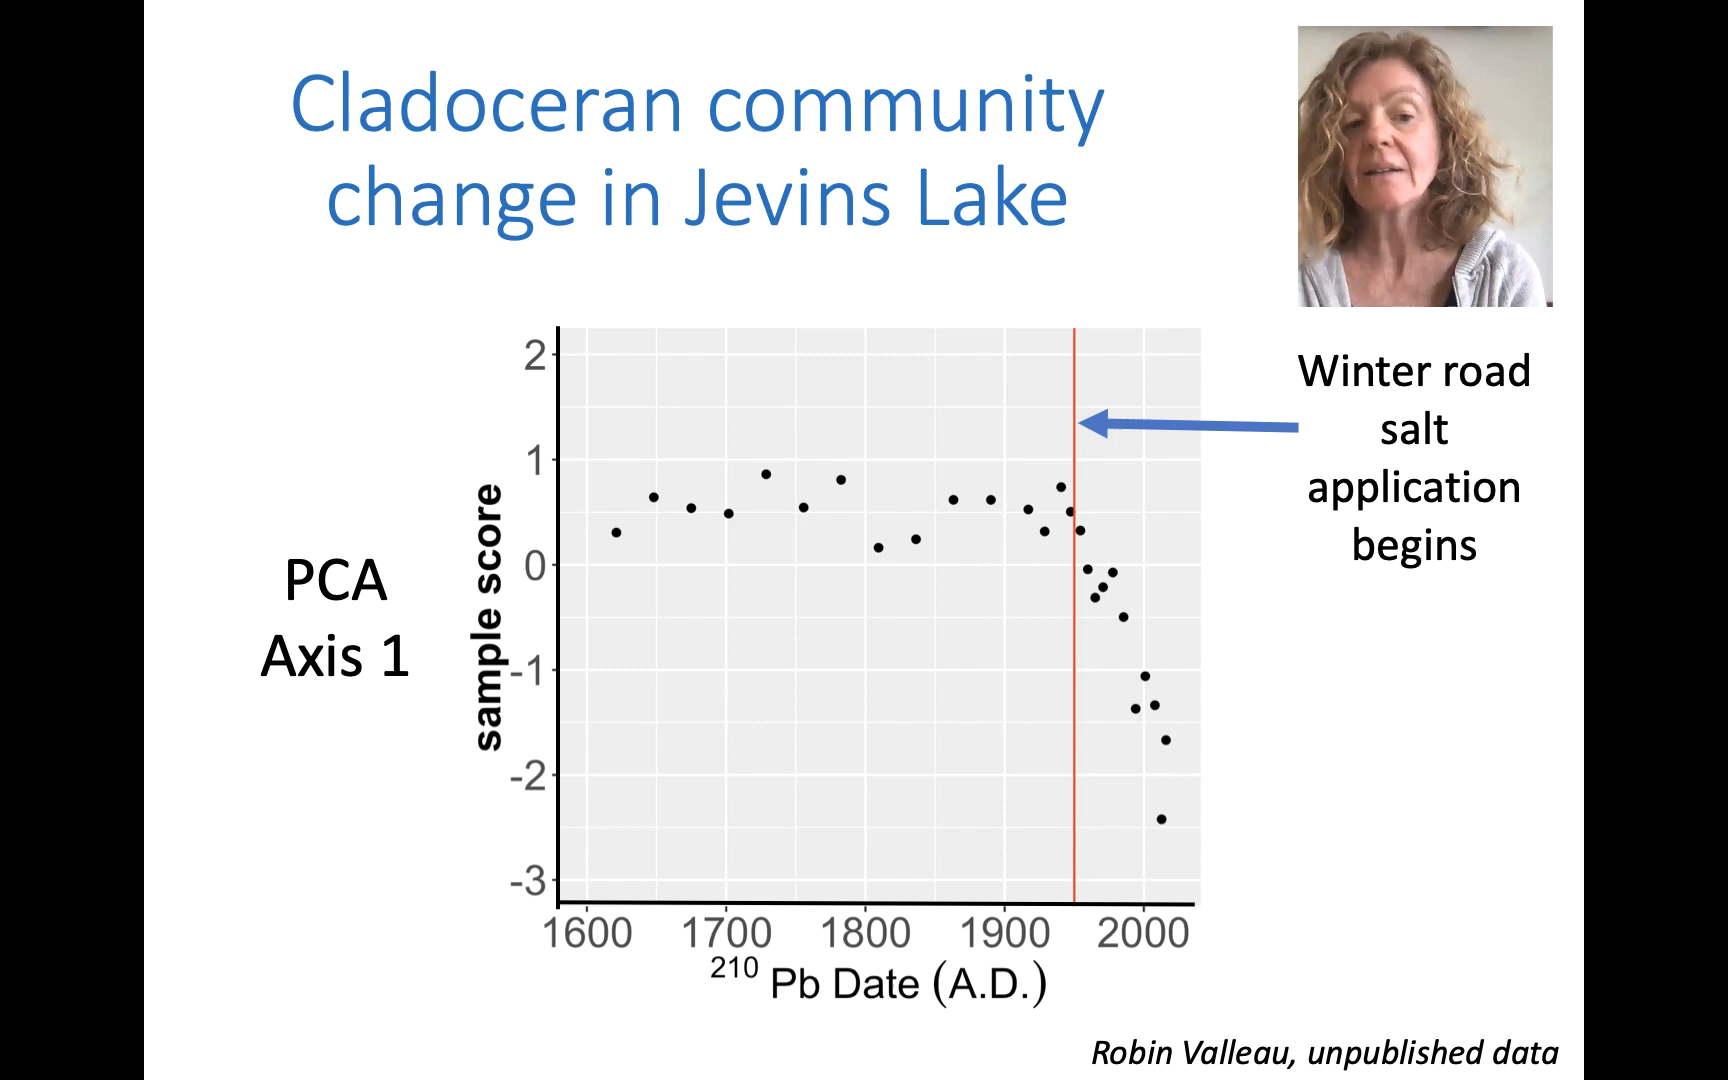 Cladoceran community
change in Jevins Lake
Winter road
salt
application
begins
PCA
Axis 1
sample score
2
1
0
-1
-2
-3
1600 1700 1800 1900 2000
²¹⁰ Pb Date (A.D.)
Robin Valleau, unpublished data